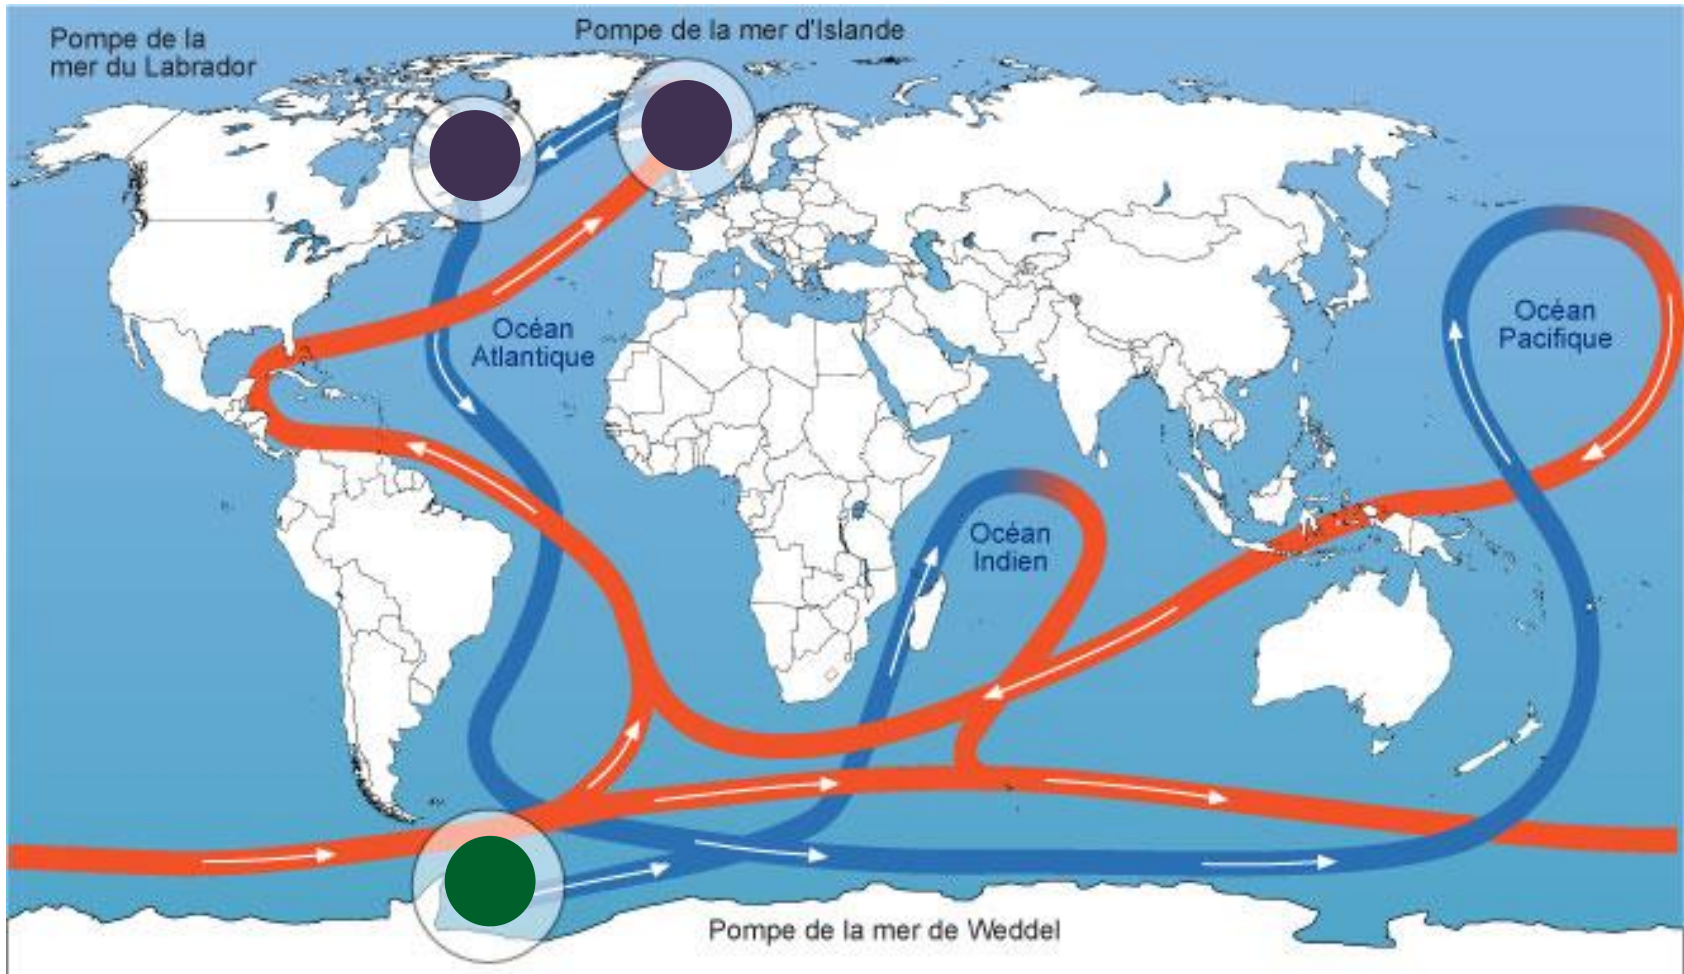 Pompe de la
mer du Labrador
Pompe de la mer d'Islande
Océan
Atlantique
Océan
Pacifique
Océan
Indien
Pompe de la mer de Weddel